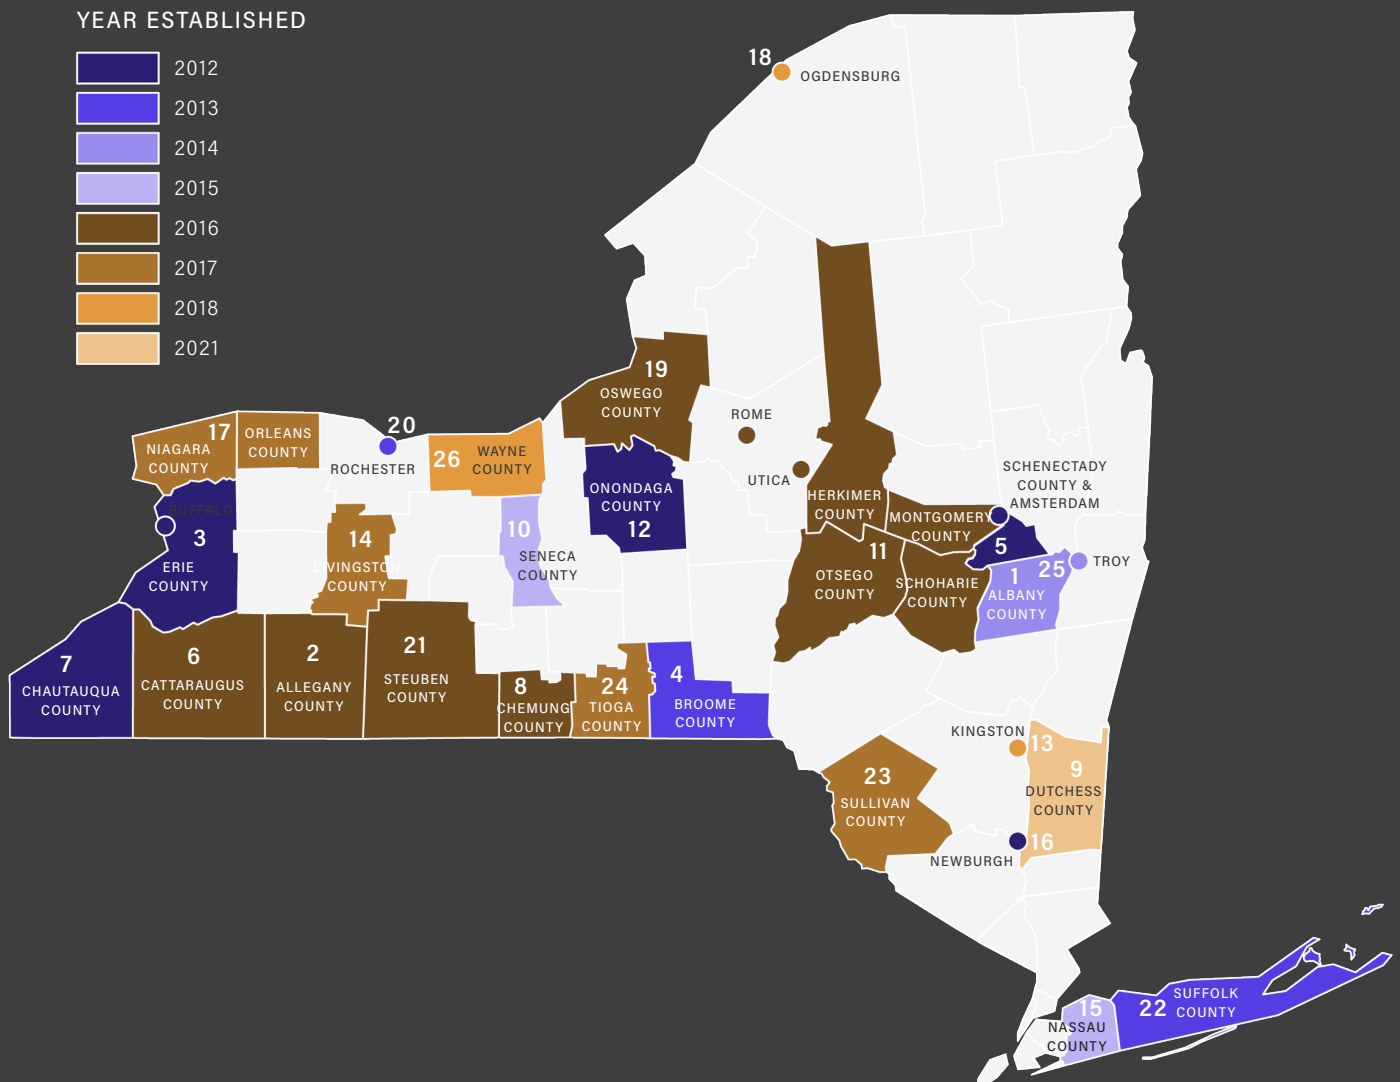 YEAR ESTABLISHED
2012
2013
2014
2015
2016
2017
2018
2021
18
OGDENSBURG
19
OSWEGO
COUNTY
ROME
UTICA
20
ROCHESTER
17
NIAGARA
COUNTY
ORLEANS
COUNTY
26
WAYNE
COUNTY
BUFFALO
3
ERIE
COUNTY
14
LIVINGSTON
COUNTY
10
SENECA
COUNTY
ONONDAGA
COUNTY
12
HERKIMER
COUNTY
SCHENECTADY
COUNTY &
AMSTERDAM
MONTGOMERY
COUNTY
5
11
OTSEGO
COUNTY
SCHOHARIE
COUNTY
1
ALBANY
COUNTY
25
TROY
7
CHAUTAUQUA
COUNTY
6
CATTARAUGUS
COUNTY
2
ALLEGANY
COUNTY
21
STEUBEN
COUNTY
8
CHEMUNG
COUNTY
24
TIOGA
COUNTY
4
BROOME
COUNTY
KINGSTON
13
9
DUTCHESS
COUNTY
23
SULLIVAN
COUNTY
16
NEWBURGH
15
NASSAU
COUNTY
22
SUFFOLK
COUNTY